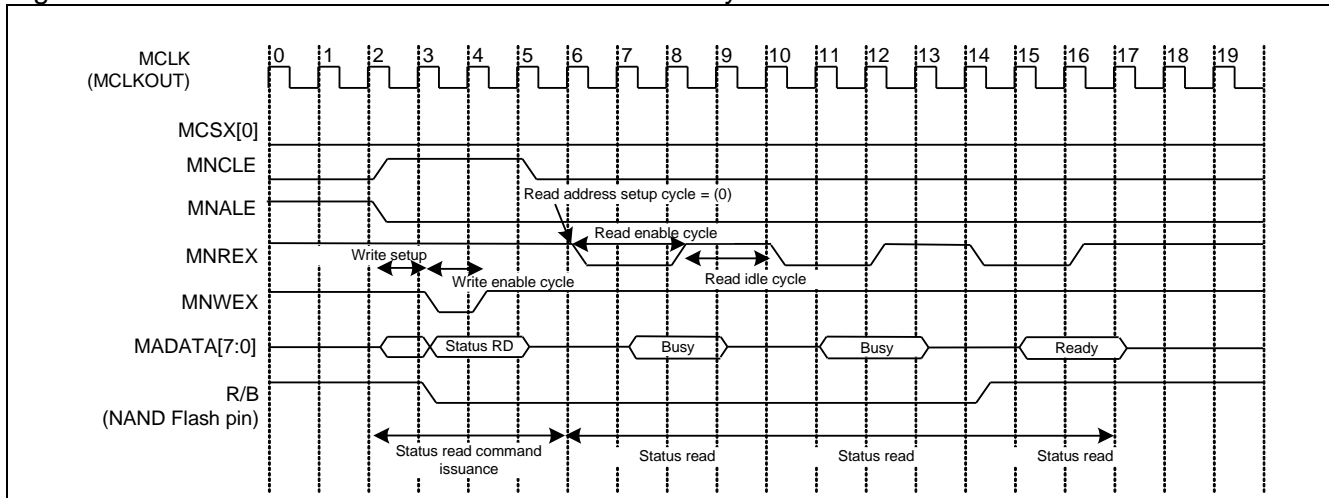 0 1 2 3 4 5 6 7 8 9 10 11 12 13 14 15 16 17 18 19
MCLK
(MCLKOUT)
MCSX[0]
MNCLE
Read address setup cycle = (0)
MNALE
Read enable cycle
MNREX
Write setup
Read idle cycle
Write enable cycle
MNWEX
MADATA[7:0]
Status RD Busy Busy Ready
R/B
(NAND Flash pin)
Status read command
issuance
Status read Status read Status read